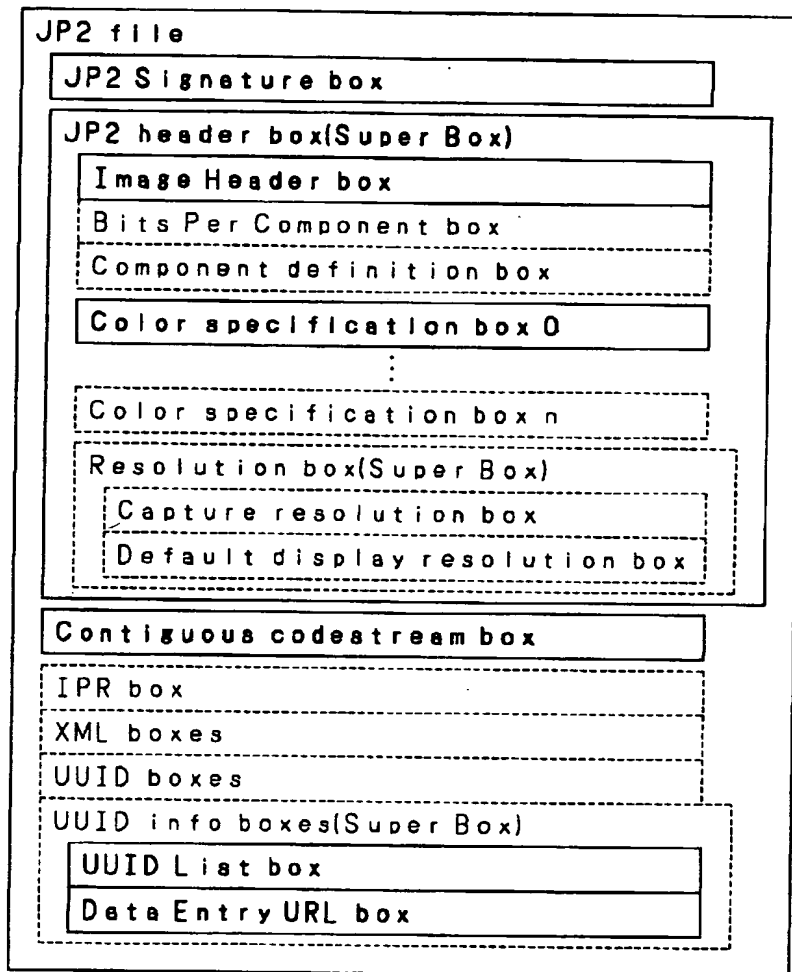 JP2 file
JP2 Signature box
JP2 header box(Super Box)
Image Header box
Bits Per Component box
Component definition box
Color specification box 0
Color specification box n
Resolution box(Super Box)
Capture resolution box
Default display resolution box
Contiguous codestream box
IPR box
XML boxes
UUID boxes
UUID info boxes(Super Box)
UUID List box
Data Entry URL box